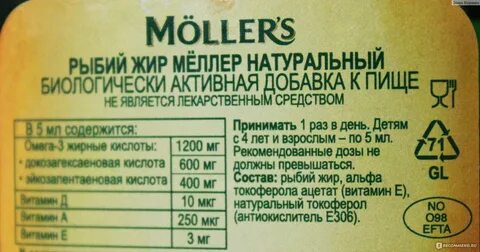 MÖLLER'S
РЫБИЙ ЖИР МЁЛЛЕР НАТУРАЛЬНЫЙ
БИОЛОГИЧЕСКИ АКТИВНАЯ ДОБАВКА К ПИЩЕ
НЕ ЯВЛЯЕТСЯ ЛЕКАРСТВЕННЫМ СРЕДСТВОМ
В 5 мл содержится:
Омега-3 жирные кислоты: 1200 мг
- докозагексаеновая кислота 600 мг
- эйкозапентаеновая кислота 400 мг
Витамин Д 10 мкг
Витамин А 250 мкг
Витамин Е 3 мг
Принимать 1 раз в день. Детям
с 4 лет и взрослым – по 5 мл.
Рекомендованные дозы не
должны превышаться.
Состав: рыбий жир, альфа
токоферола ацетат (витамин Е),
натуральный токоферол
(антиокислитель Е306).
71
GL
NO
O98
EFTA
RECOMMEND.RU